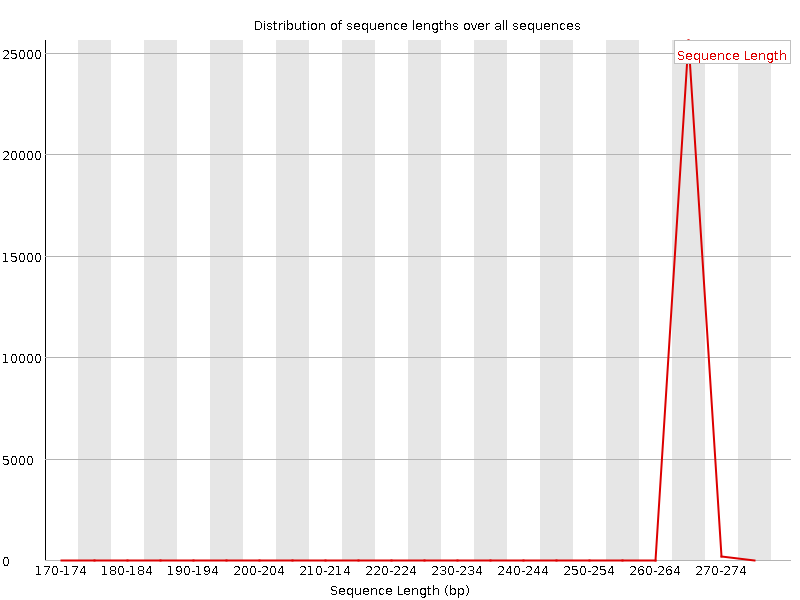 Distribution of sequence lengths over all sequences
25000
Sequence Length
20000
15000
10000
5000
0
170-174 180-184 190-194 200-204 210-214 220-224 230-234 240-244 250-254 260-264 270-274
Sequence Length (bp)